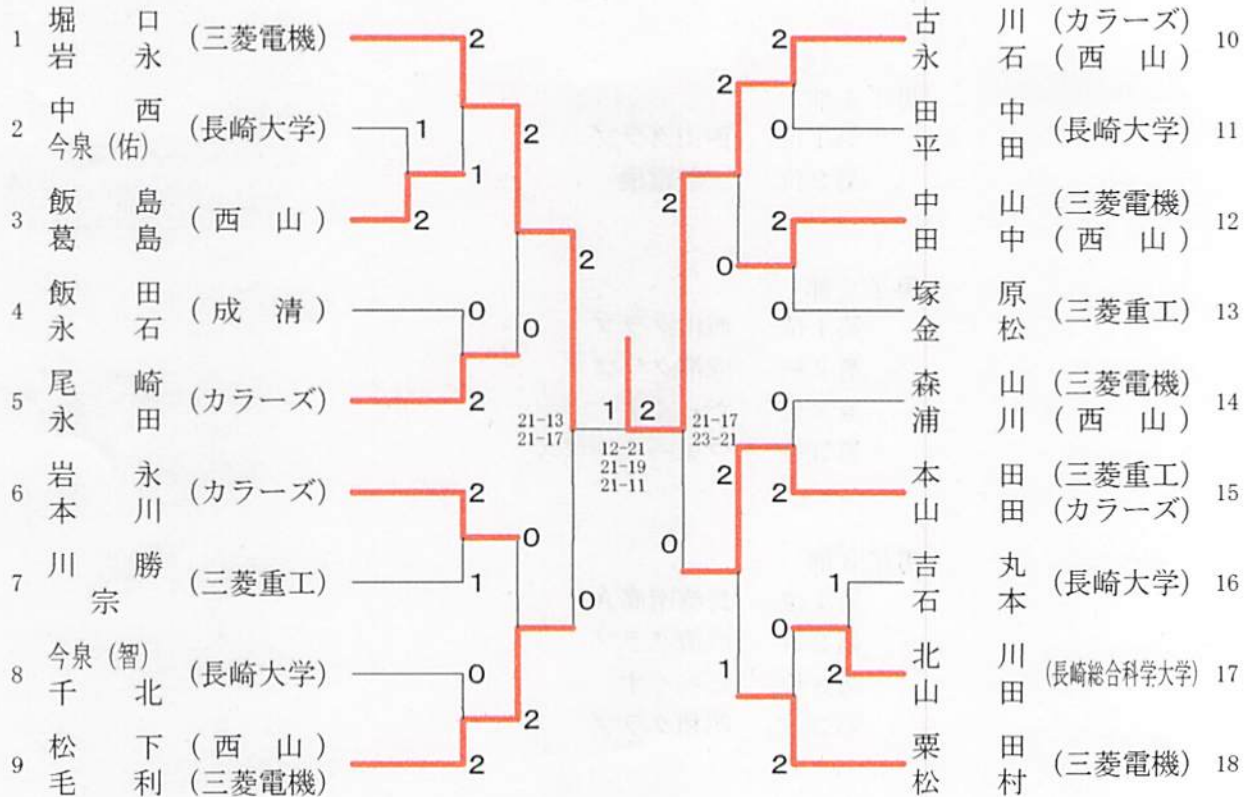 1 堀口 岩永 (三菱電機)
2 中西 今泉(佑) (長崎大学)
3 飯島 葛島 (西山)
4 飯田 永石 (成清)
5 尾崎 永田 (カラーズ)
6 岩永 本川 (カラーズ)
7 川勝 宗 (三菱重工)
8 今泉(智) 千北 (長崎大学)
9 松下 (西山) 毛利 (三菱電機)
2
1
1
2
2
0
2
0
2
1
0
0
2
2
2
0
21-13
21-17
1 2
12-21
21-19
21-11
21-17
23-21
2
0
2
0
2
1
2
0
2
0
0
2
1
2
0
2
古川 (カラーズ) 永石 (西山) 10
田中 平田 (長崎大学) 11
中山 (三菱電機) 田中 (西山) 12
塚原 金松 (三菱重工) 13
森山 (三菱電機) 浦川 (西山) 14
本田 (三菱重工) 山田 (カラーズ) 15
吉丸 石本 (長崎大学) 16
北川 山田 (長崎総合科学大学) 17
粟田 松村 (三菱電機) 18